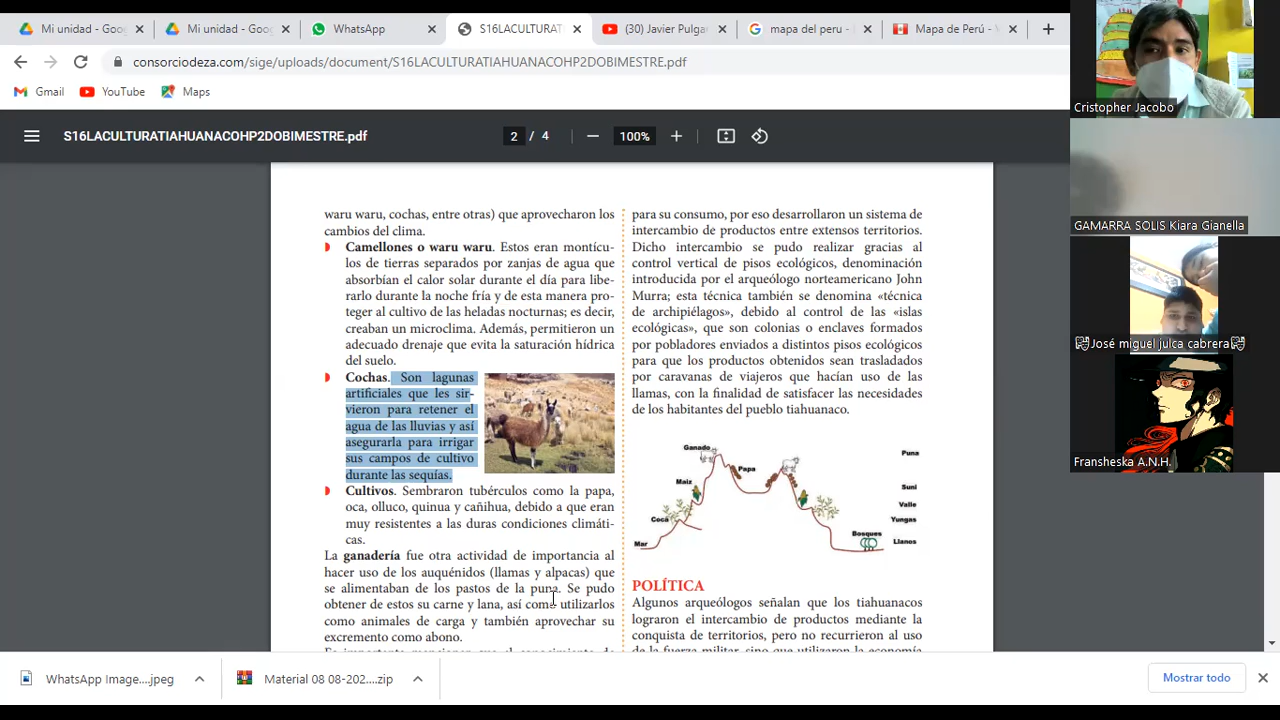 Mi unidad - Goog
Mi unidad - Goog
WhatsApp
S16LACULTURATIAH
(30) Javier Pulgar
mapa del peru -
Mapa de Perú -
consorciodeza.com/sige/uploads/document/S16LACULTURATIAHUANACOHP2DOBIMESTRE.pdf
Gmail
YouTube
Maps
S16LACULTURATIAHUANACOHP2DOBIMESTRE.pdf
2 / 4
100%
waru waru, cochas, entre otras) que aprovecharon los
cambios del clima.
Camellones o waru waru. Estos eran montícu-
los de tierras separados por zanjas de agua que
absorbían el calor solar durante el día para libe-
rarlo durante la noche fría y de esta manera pro-
teger al cultivo de las heladas nocturnas; es decir,
creaban un microclima. Además, permitieron un
adecuado drenaje que evita la saturación hídrica
del suelo.
Cochas. Son lagunas
artificiales que les sir-
vieron para retener el
agua de las lluvias y así
asegurarla para irrigar
sus campos de cultivo
durante las sequías.
Cultivos. Sembraron tubérculos como la papa,
oca, olluco, quinua y cañihua, debido a que eran
muy resistentes a las duras condiciones climáti-
cas.
La ganadería fue otra actividad de importancia al
hacer uso de los auquénidos (llamas y alpacas) que
se alimentaban de los pastos de la puna. Se pudo
obtener de estos su carne y lana, así como utilizarlos
como animales de carga y también aprovechar su
excremento como abono.
para su consumo, por eso desarrollaron un sistema de
intercambio de productos entre extensos territorios.
Dicho intercambio se pudo realizar gracias al
control vertical de pisos ecológicos, denominación
introducida por el arqueólogo norteamericano John
Murra; esta técnica también se denomina «técnica
de archipiélagos», debido al control de las «islas
ecológicas», que son colonias o enclaves formados
por pobladores enviados a distintos pisos ecológicos
para que los productos obtenidos sean trasladados
por caravanas de viajeros que hacían uso de las
llamas, con la finalidad de satisfacer las necesidades
de los habitantes del pueblo tiahuanaco.
Ganado
Papa
Puna
Maiz
Suni
Valle
Coca
Yungas
Bosques
Mar
Llanos
POLÍTICA
Algunos arqueólogos señalan que los tiahuanacos
lograron el intercambio de productos mediante la
conquista de territorios, pero no recurrieron al uso
de la fuerza militar, sino que utilizaron la economía
Cristopher Jacobo
GAMARRA SOLIS Kiara Gianella
José miguel julca cabrera
Fransheska A.N.H.
WhatsApp Image....jpeg
Material 08 08-202....zip
Mostrar todo